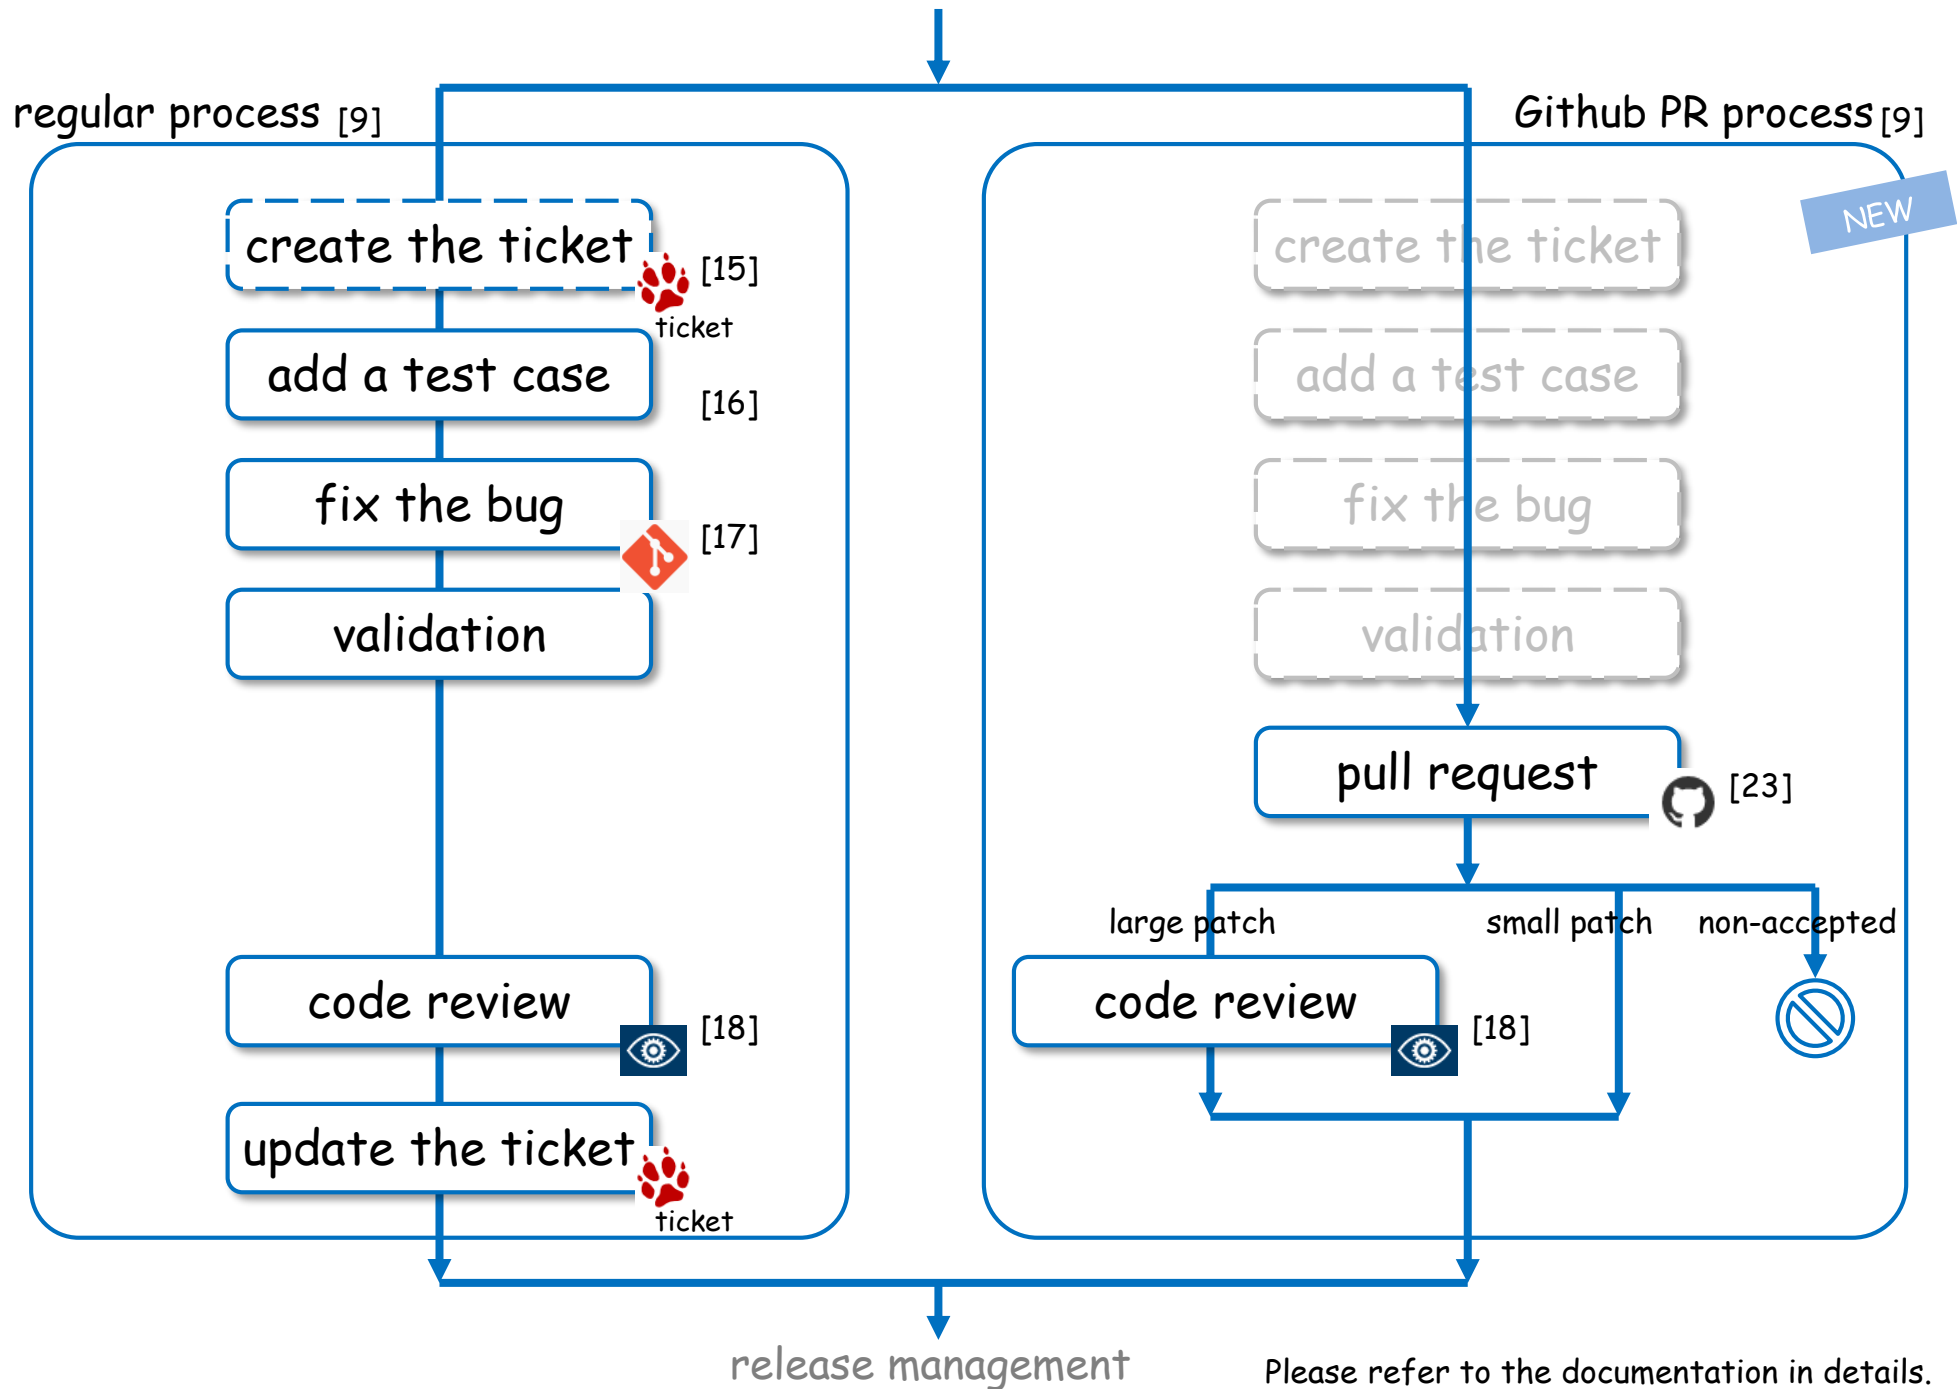 regular process [9]
create the ticket
[15]
ticket
add a test case
[16]
fix the bug
[17]
validation
code review
[18]
update the ticket
ticket
Github PR process [9]
NEW
create the ticket
add a test case
fix the bug
validation
pull request
[23]
large patch
small patch
non-accepted
code review
[18]
release management
Please refer to the documentation in details.